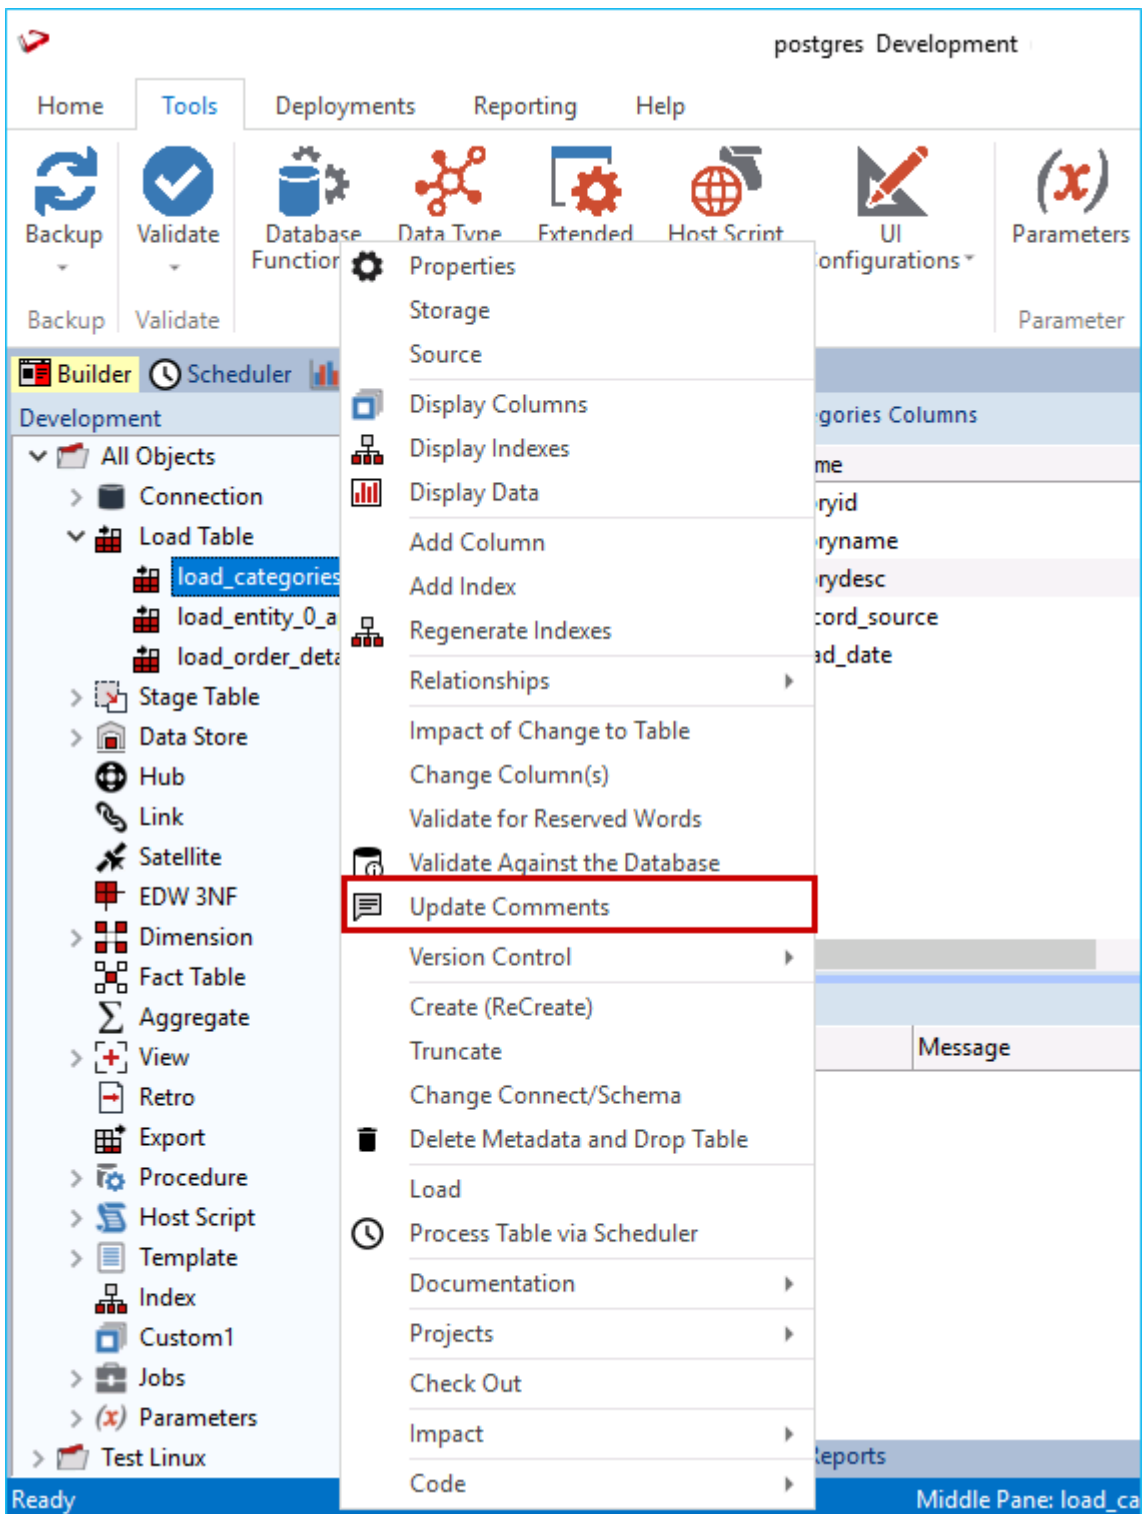 postgres Development
Home Tools Deployments Reporting Help
Backup Validate Database Data Type Extended Host Script UI Parameters
Function onfigurations
Backup Validate Parameter
Properties
Storage
Source
Builder Scheduler
Development
Display Columns
gories Columns
All Objects
Display Indexes
me
Connection
Display Data
ryid
Load Table
Add Column
ryname
load_categories
Add Index
rydesc
load_entity_0_a
Regenerate Indexes
cord_source
load_order_deta
ad_date
Stage Table
Relationships
Data Store
Impact of Change to Table
Hub
Change Column(s)
Link
Validate for Reserved Words
Satellite
Validate Against the Database
EDW 3NF
Update Comments
Dimension
Version Control
Fact Table
Aggregate
Create (ReCreate)
View
Truncate
Message
Retro
Change Connect/Schema
Export
Delete Metadata and Drop Table
Procedure
Load
Host Script
Process Table via Scheduler
Template
Documentation
Index
Custom1
Projects
Jobs
Check Out
(x) Parameters
Impact
Test Linux
Reports
Code
Ready
Middle Pane: load_ca